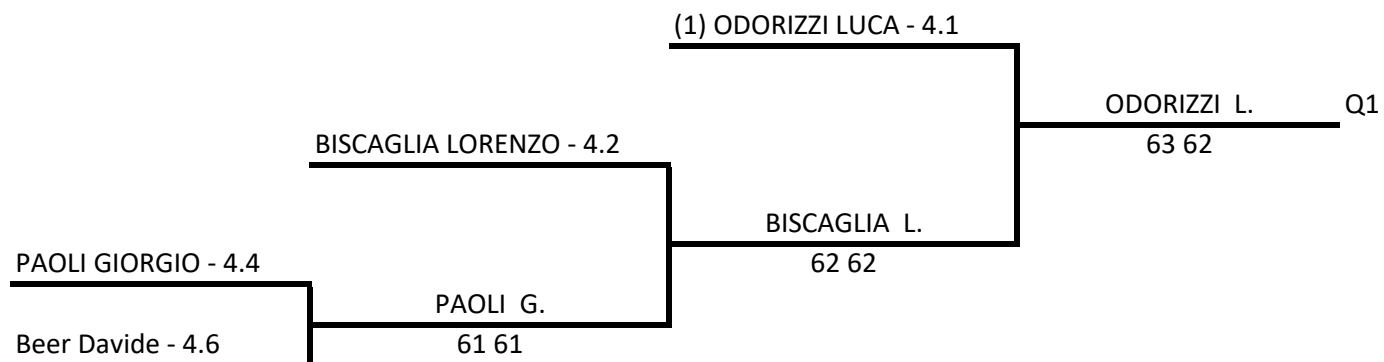 (1) ODORIZZI LUCA - 4.1
ODORIZZI L. Q1
BISCAGLIA LORENZO - 4.2
63 62
BISCAGLIA L.
PAOLI GIORGIO - 4.4
62 62
PAOLI G.
Beer Davide - 4.6
61 61